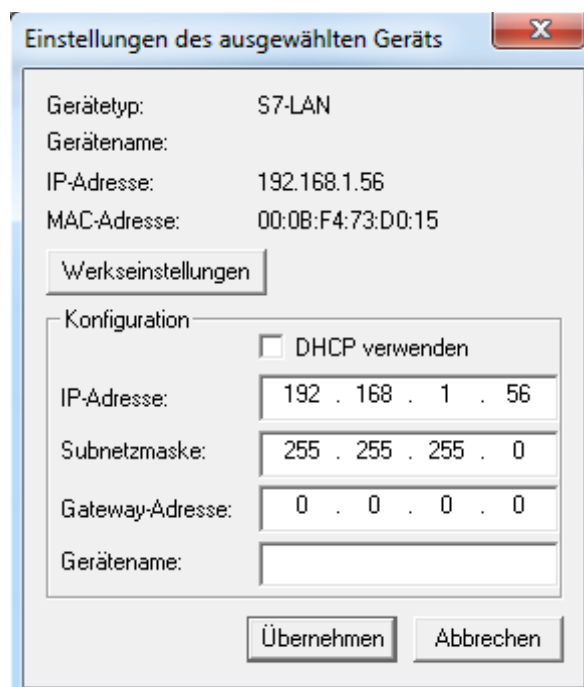 Einstellungen des ausgewählten Geräts
Gerätetyp: S7-LAN
Gerätename:
IP-Adresse: 192.168.1.56
MAC-Adresse: 00:0B:F4:73:D0:15
Werkseinstellungen
Konfiguration
DHCP verwenden
IP-Adresse: 192 . 168 . 1 . 56
Subnetzmaske: 255 . 255 . 255 . 0
Gateway-Adresse: 0 . 0 . 0 . 0
Gerätename:
Übernehmen Abbrechen